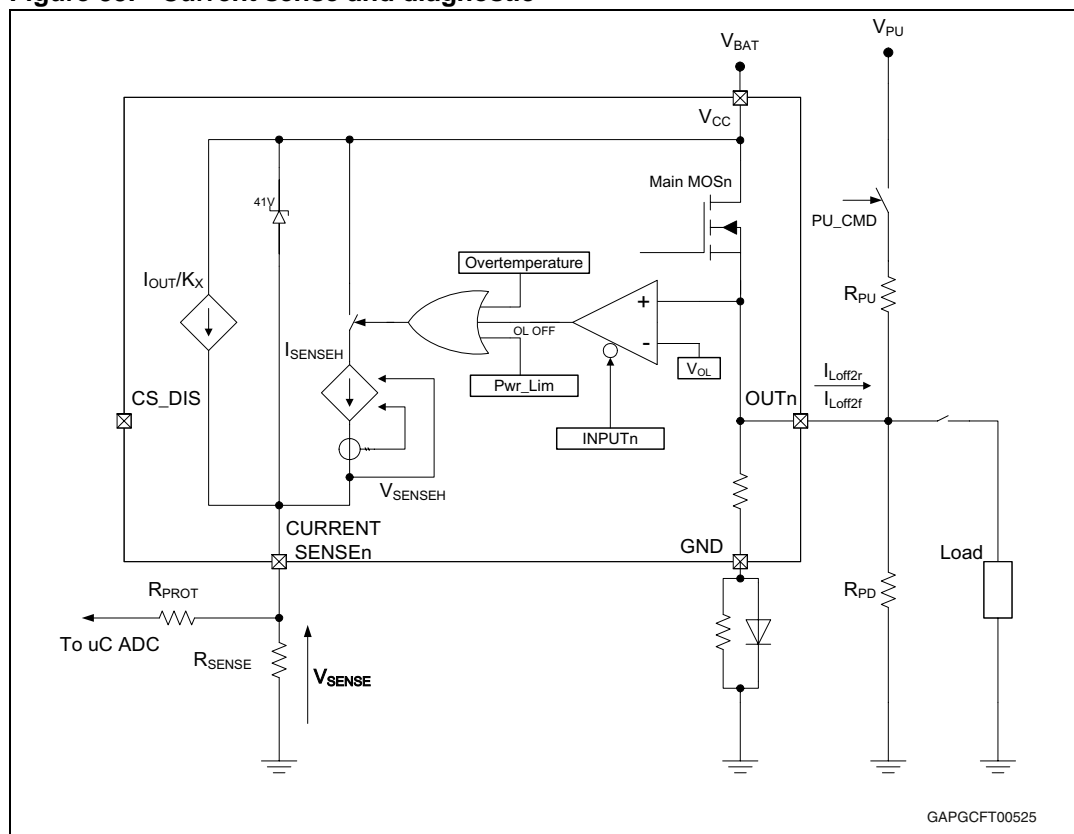 Figure 33. Current sense and diagnostic
VBAT
VPU
VCC
Main MOSn
41V
PU_CMD
Overtemperature
IOUT/KX
RPU
+
OL OFF
-
ISENSEH
VOL
ILoff2r
Pwr_Lim
ILoff2f
CS_DIS
OUTn
INPUTn
VSENSEH
CURRENT
SENSEn
GND
Load
RPROT
RPD
To uC ADC
RSENSE
VSENSE
GAPGCFT00525